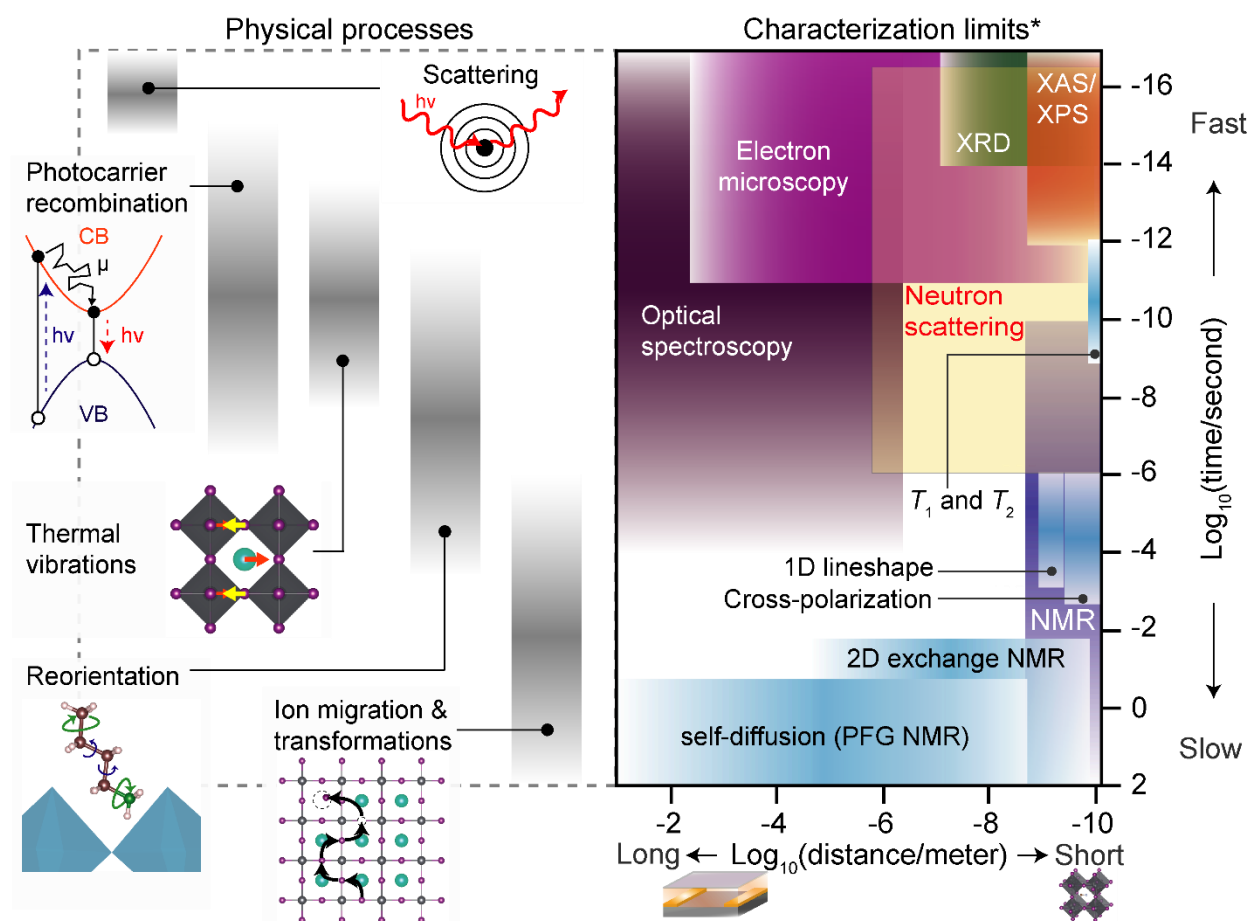 Physical processes
Scattering
hν
Photocarrier
recombination
CB
μ
hν
hν
VB
Thermal
vibrations
Reorientation
Ion migration &
transformations
Characterization limits*
XAS/
XPS
XRD
Electron
microscopy
Optical
spectroscopy
Neutron
scattering
T1 and T2
1D lineshape
Cross-polarization
NMR
2D exchange NMR
self-diffusion (PFG NMR)
-16
-14
-12
-10
-8
-6
-4
-2
0
2
Fast
Log10(time/second)
Slow
-2
-4
-6
-8
-10
Long
Log10(distance/meter)
Short